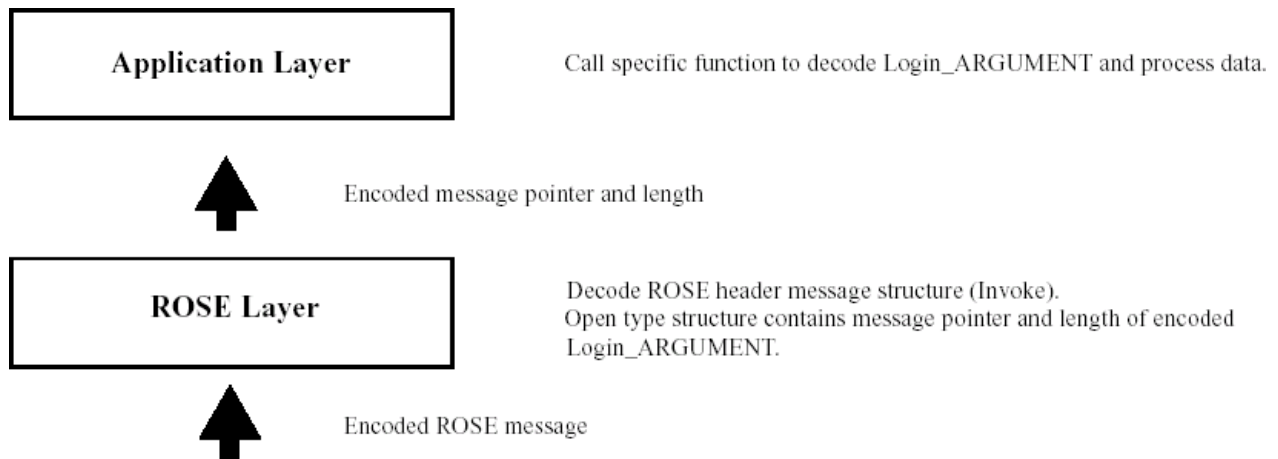 Application Layer
Call specific function to decode Login_ARGUMENT and process data.
Encoded message pointer and length
ROSE Layer
Decode ROSE header message structure (Invoke).
Open type structure contains message pointer and length of encoded
Login_ARGUMENT.
Encoded ROSE message